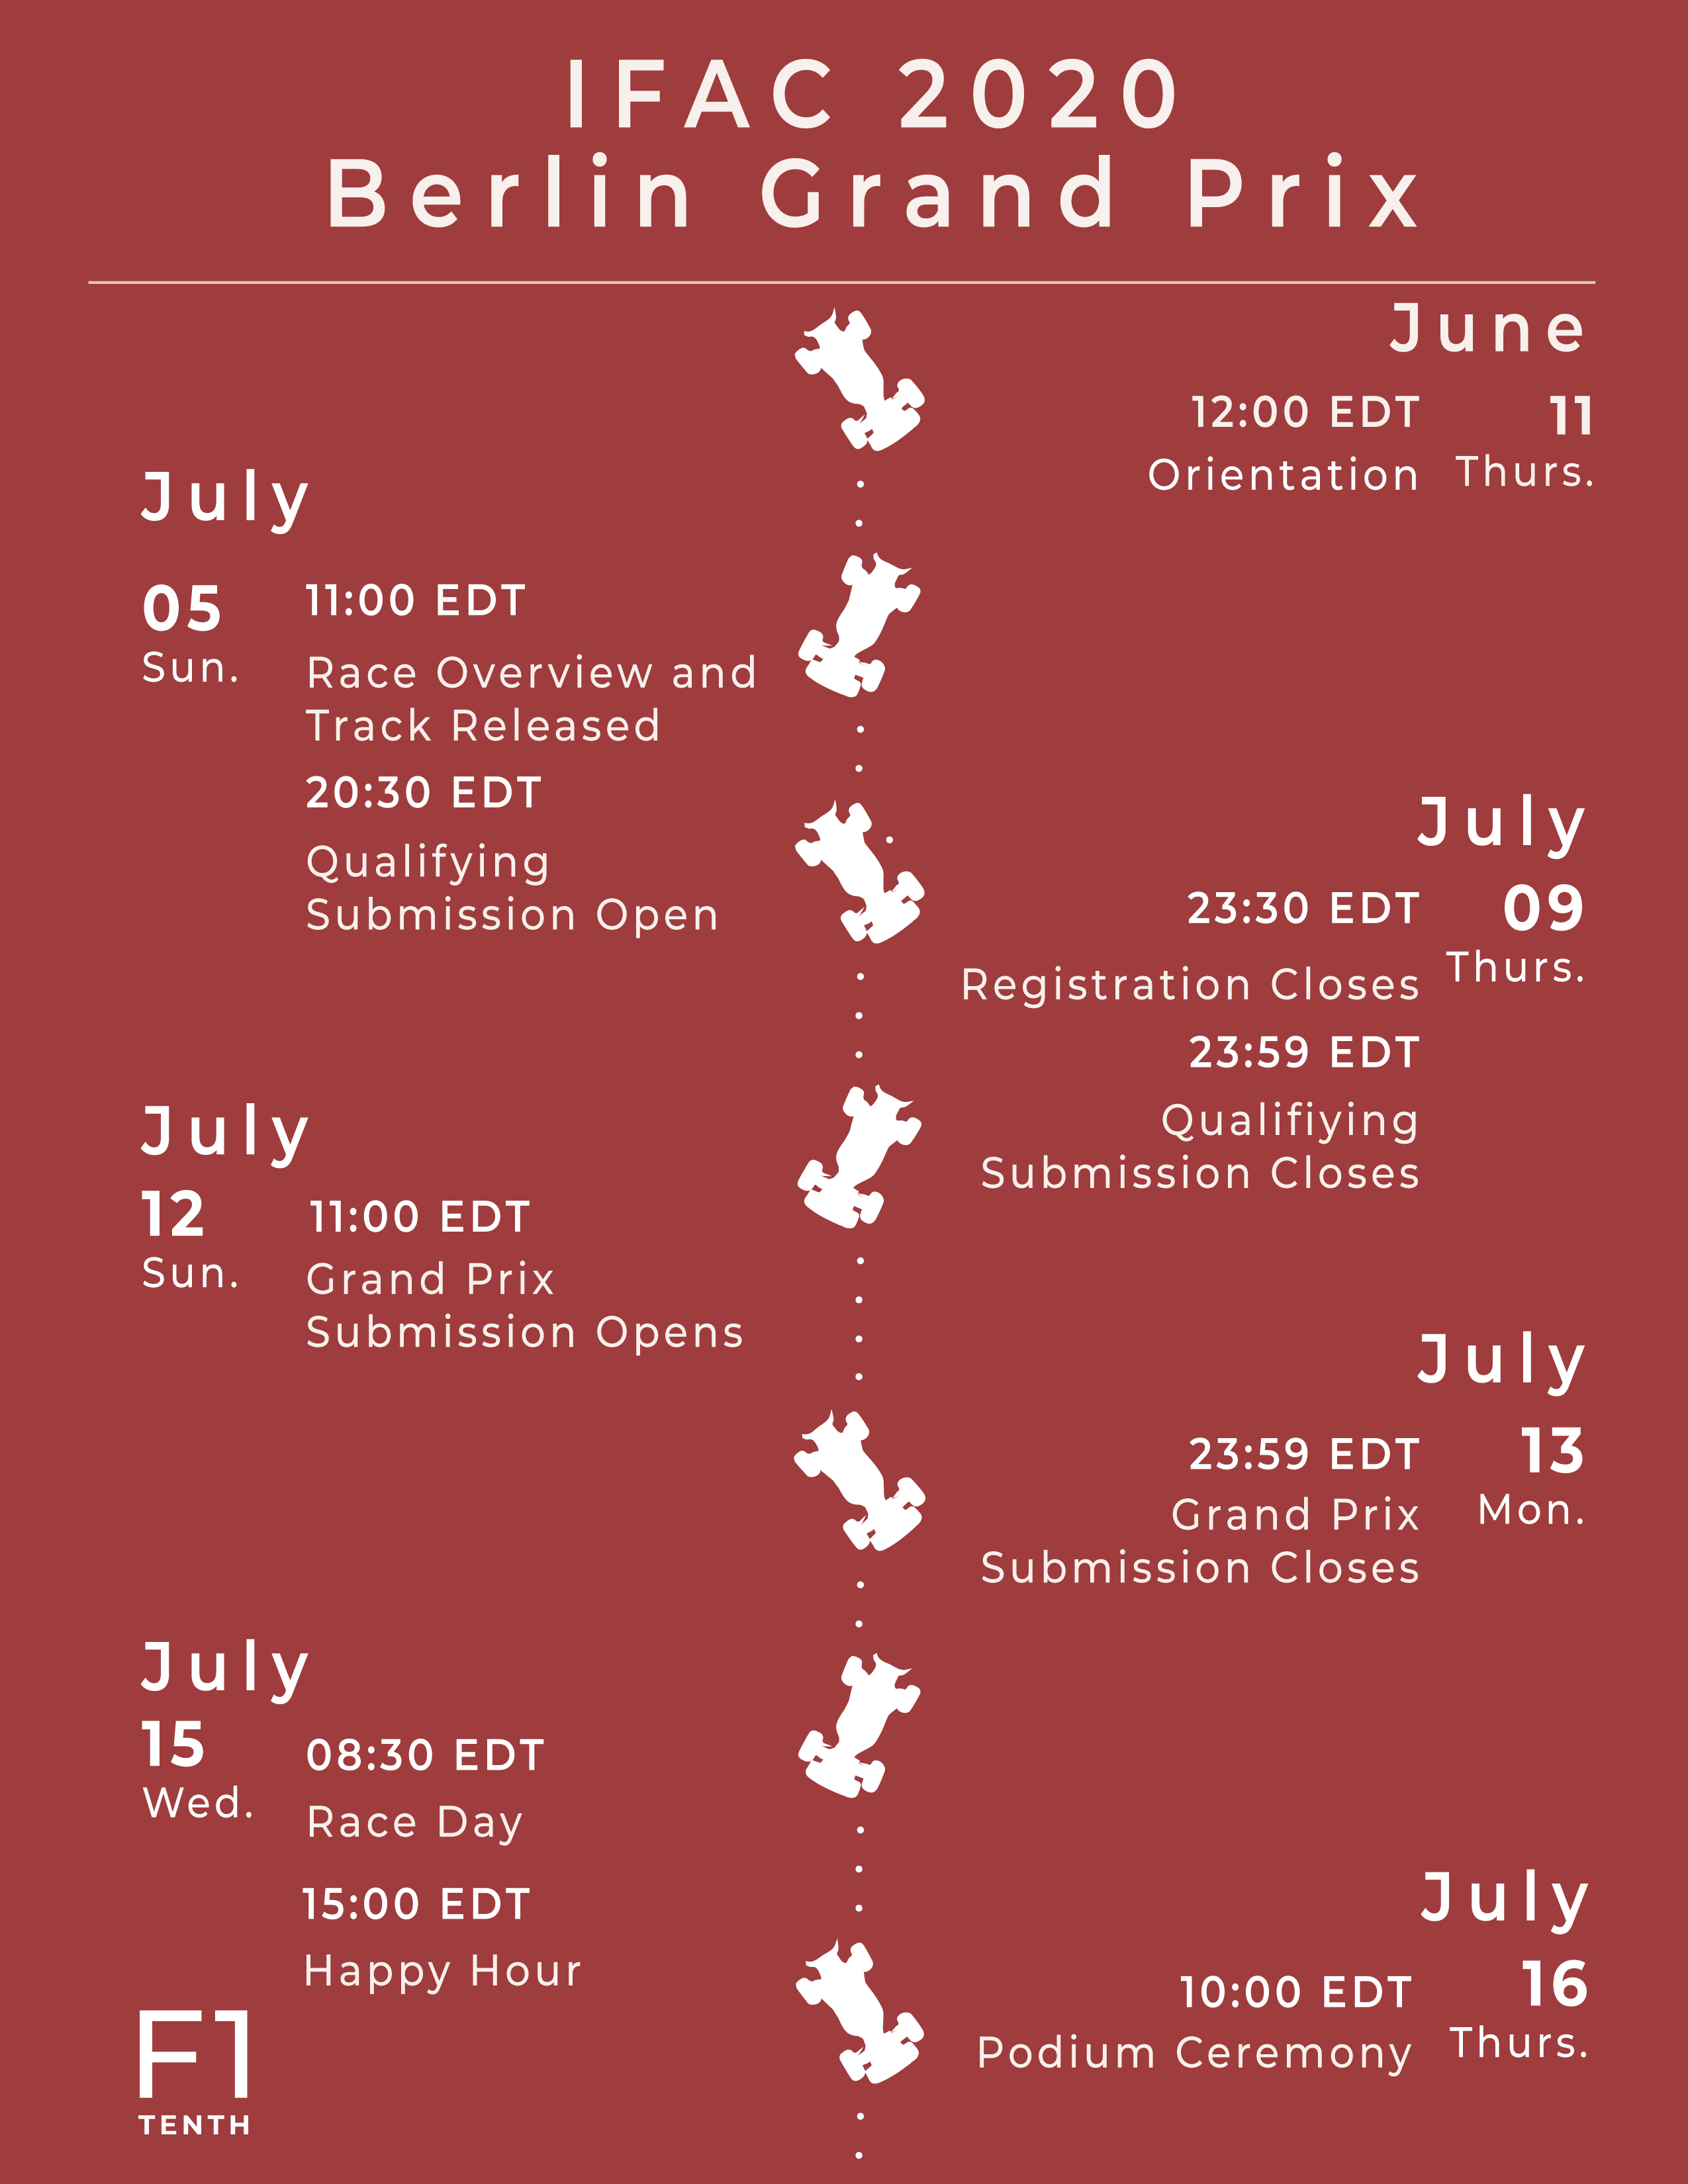 IFAC 2020
Berlin Grand Prix
June
12:00 EDT
11
Orientation
Thurs.
July
05
Sun.
11:00 EDT
Race Overview and
Track Released
20:30 EDT
Qualifying
Submission Open
July
23:30 EDT
09
Registration Closes
Thurs.
23:59 EDT
Qualifiying
Submission Closes
July
12
Sun.
11:00 EDT
Grand Prix
Submission Opens
July
23:59 EDT
13
Grand Prix
Mon.
Submission Closes
July
15
Wed.
08:30 EDT
Race Day
15:00 EDT
Happy Hour
July
10:00 EDT
16
Podium Ceremony
Thurs.
F1
TENTH